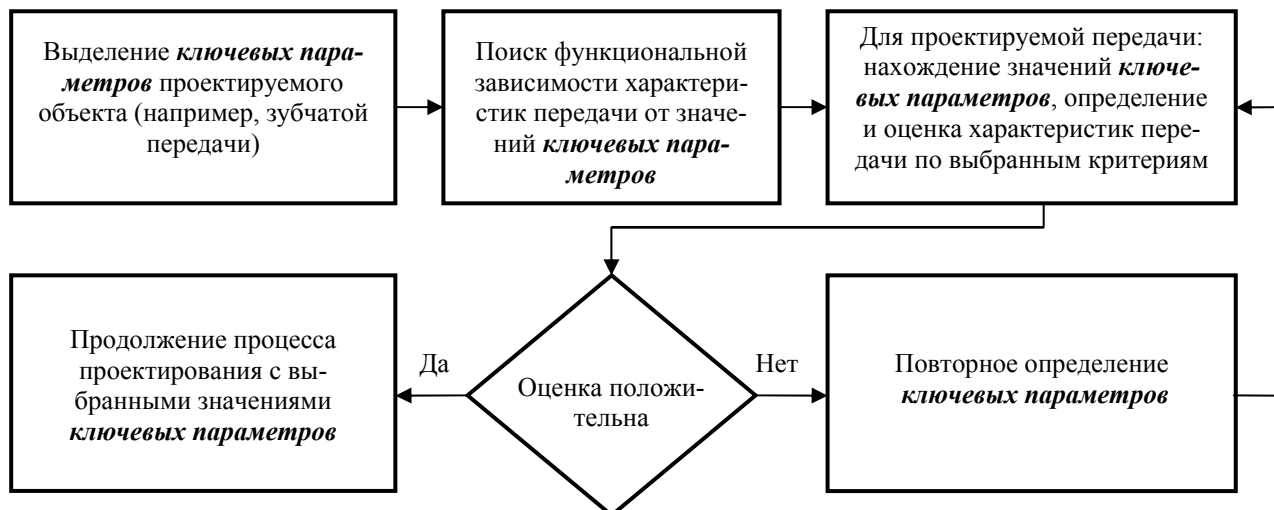 Выделение ключевых пара-
метров проектируемого
объекта (например, зубчатой
передачи)
Поиск функциональной
зависимости характери-
стик передачи от значе-
ний ключевых пара-
метров
Для проектируемой передачи:
нахождение значений ключе-
вых параметров, определение
и оценка характеристик пере-
дачи по выбранным критериям
Продолжение процесса
проектирования с вы-
бранными значениями
ключевых параметров
Да
Оценка положи-
тельна
Нет
Повторное определение
ключевых параметров